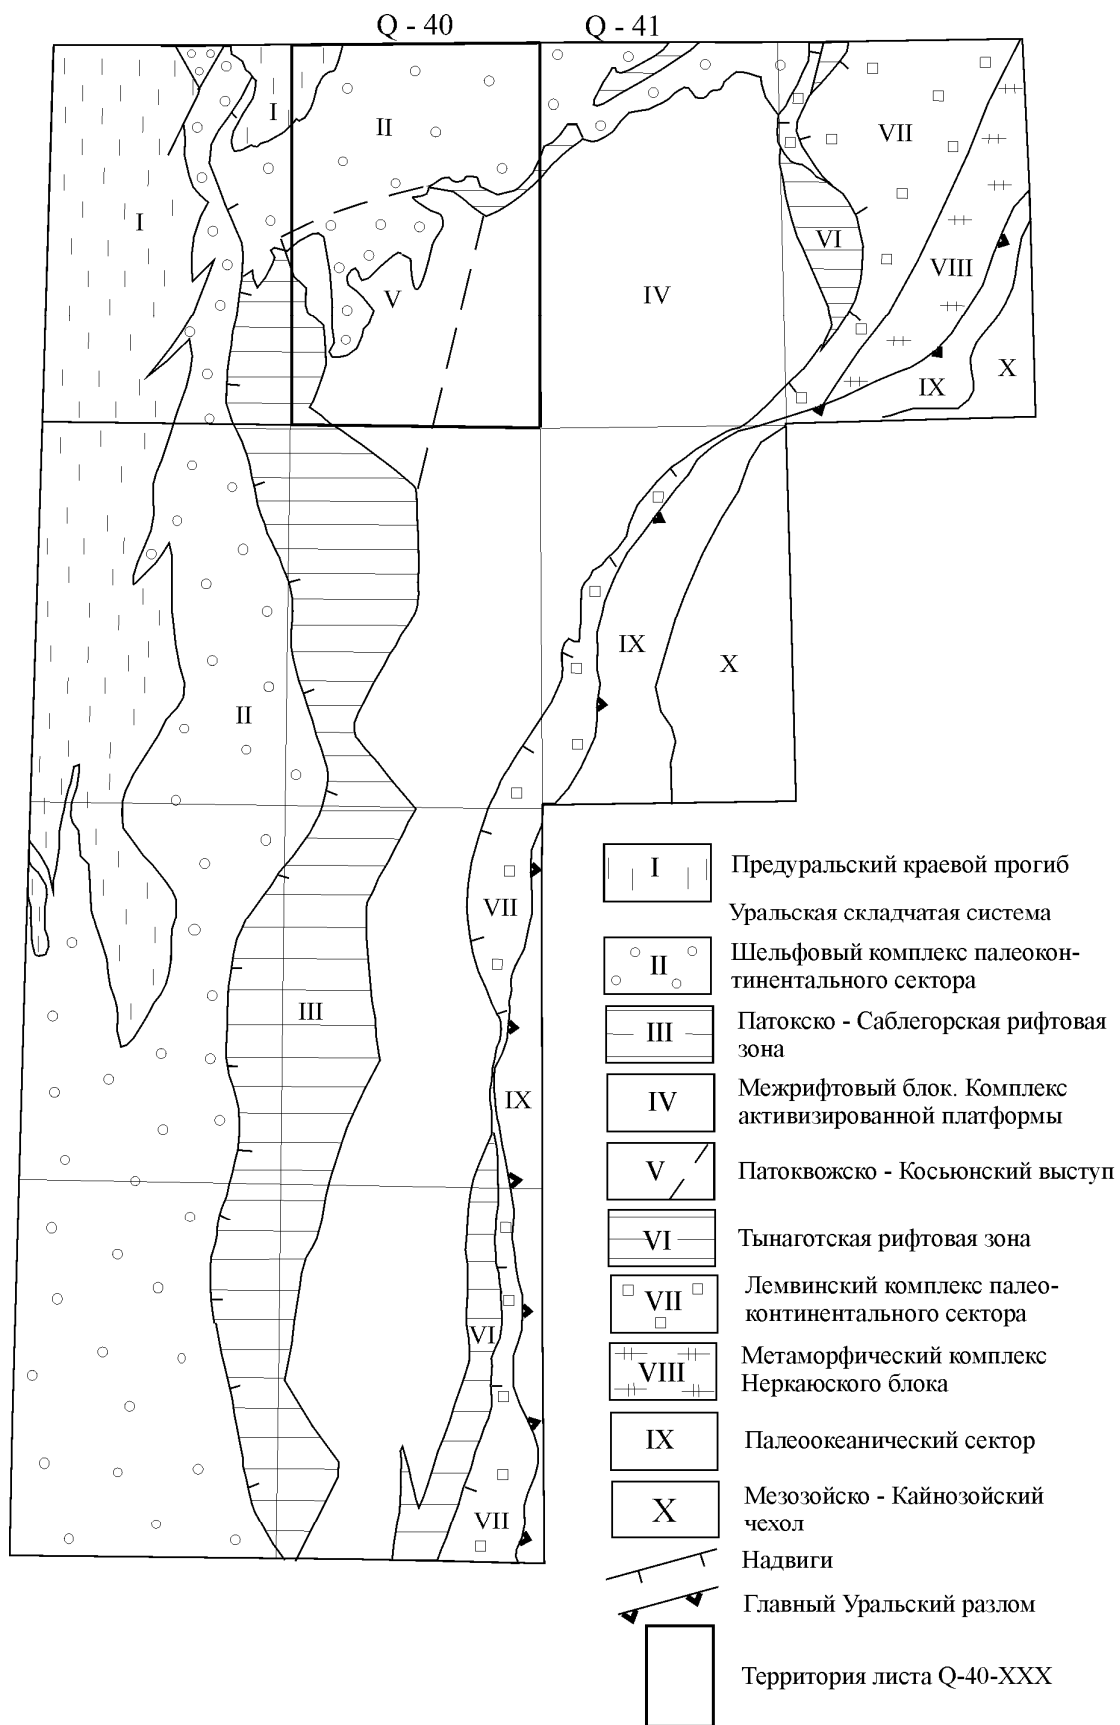 Q - 40
Q - 41
I
II
VII
I
VI
VIII
V
IV
IX
X
IX
X
II
VII
III
IX
VI
VII
I
Предуральский краевой прогиб
Уральская складчатая система
II
Шельфовый комплекс палеокон-
тинентального сектора
III
Патокско - Саблегорская рифтовая
зона
IV
Межрифтовый блок. Комплекс
активизированной платформы
V
Патоквожско - Косьюнский выступ
VI
Тынаготская рифтовая зона
VII
Лемвинский комплекс палео-
континентального сектора
VIII
Метаморфический комплекс
Неркаюского блока
IX
Палеоокеанический сектор
X
Мезозойско - Кайнозойский
чехол
Надвиги
Главный Уральский разлом
Территория листа Q-40-XXX